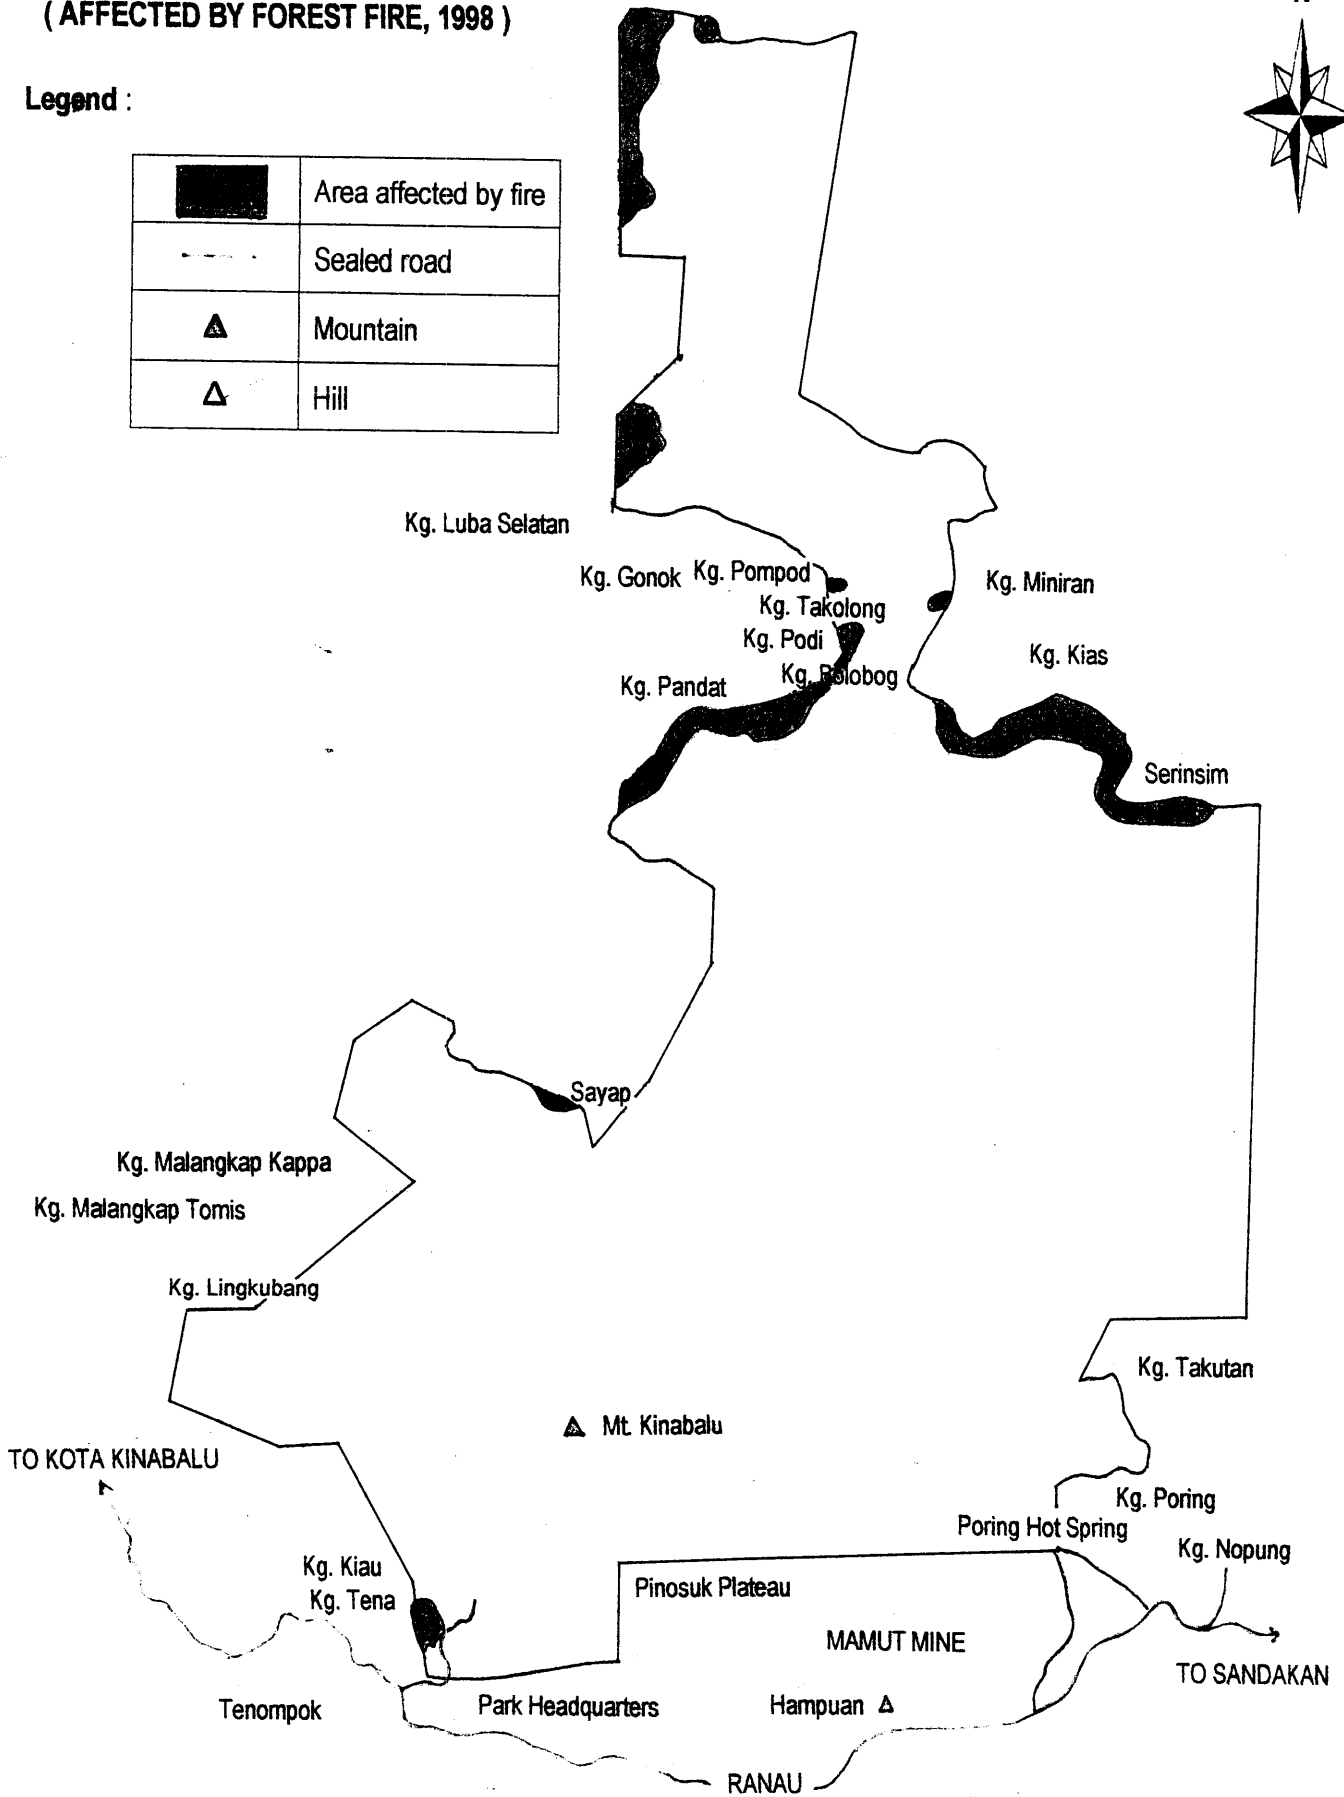 ( AFFECTED BY FOREST FIRE, 1998 )
Legend :
Area affected by fire
Sealed road
Mountain
Hill
Kg. Luba Selatan
Kg. Gonok
Kg. Pompod
Kg. Miniran
Kg. Takolong
Kg. Podi
Kg. Kias
Kg. Polobog
Kg. Pandat
Serinsim
Sayap
Kg. Malangkap Kappa
Kg. Malangkap Tomis
Kg. Lingkubang
Kg. Takutan
Mt. Kinabalu
TO KOTA KINABALU
Kg. Poring
Poring Hot Spring
Kg. Nopung
Kg. Kiau
Pinosuk Plateau
Kg. Tena
MAMUT MINE
TO SANDAKAN
Tenompok
Park Headquarters
Hampuan
RANAU